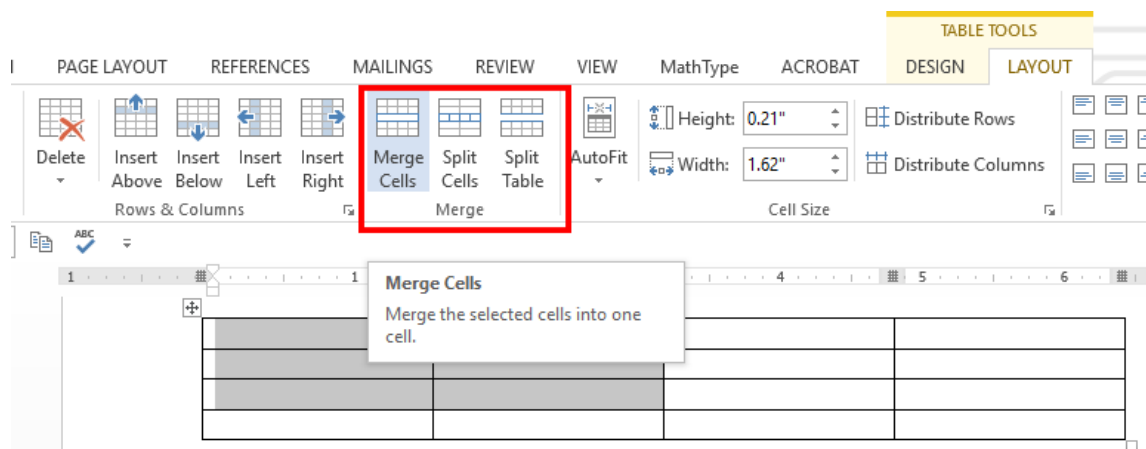 TABLE TOOLS
PAGE LAYOUT REFERENCES MAILINGS REVIEW VIEW MathType ACROBAT DESIGN LAYOUT
Delete
Insert Above
Insert Below
Insert Left
Insert Right
Merge Cells
Split Cells
Split Table
AutoFit
Height: 0.21"
Width: 1.62"
Distribute Rows
Distribute Columns
Rows & Columns
Merge
Cell Size
ABC
1 1 4 5 6
Merge Cells
Merge the selected cells into one
cell.